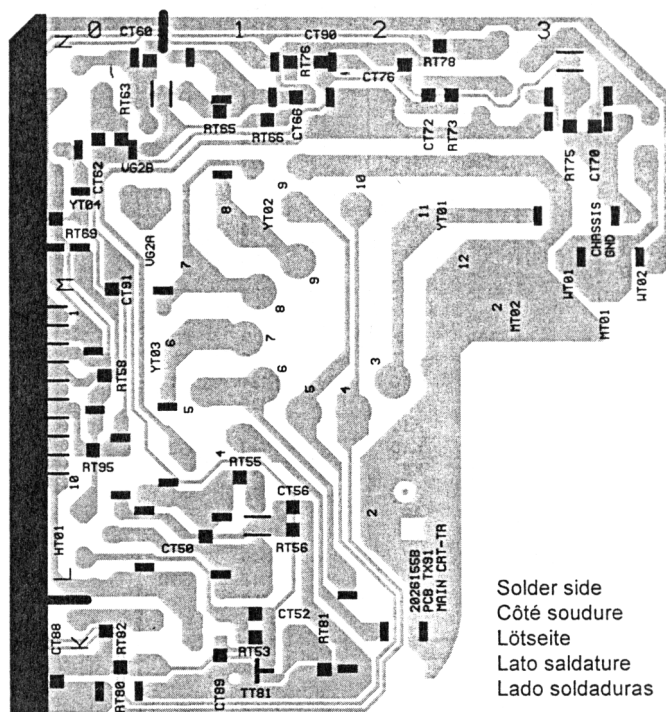 0 1 2 3
CT60
CT90
N
RT76
RT78
CT76
RT63
RT65
RT66
CT66
CT72
RT73
RT75
CT70
CT62
VG2B
YT04
9
10
8
YT02
11
YT01
RT69
VG2A
CHASSIS
GND
7
9
12
WT01
WT02
M
CT91
8
1
2
MT02
MT01
6
YT03
7
RT58
6
3
5
5
4
RT95
4
10
RT55
CT56
2
CT50
RT56
L
2026155B
PCB TX91
MAIN CRT-TR
CT52
CT88
K
RT82
RT53
RT81
RT80
CT89
TT81
Solder side
Côté soudure
Lötseite
Lato saldature
Lado soldaduras